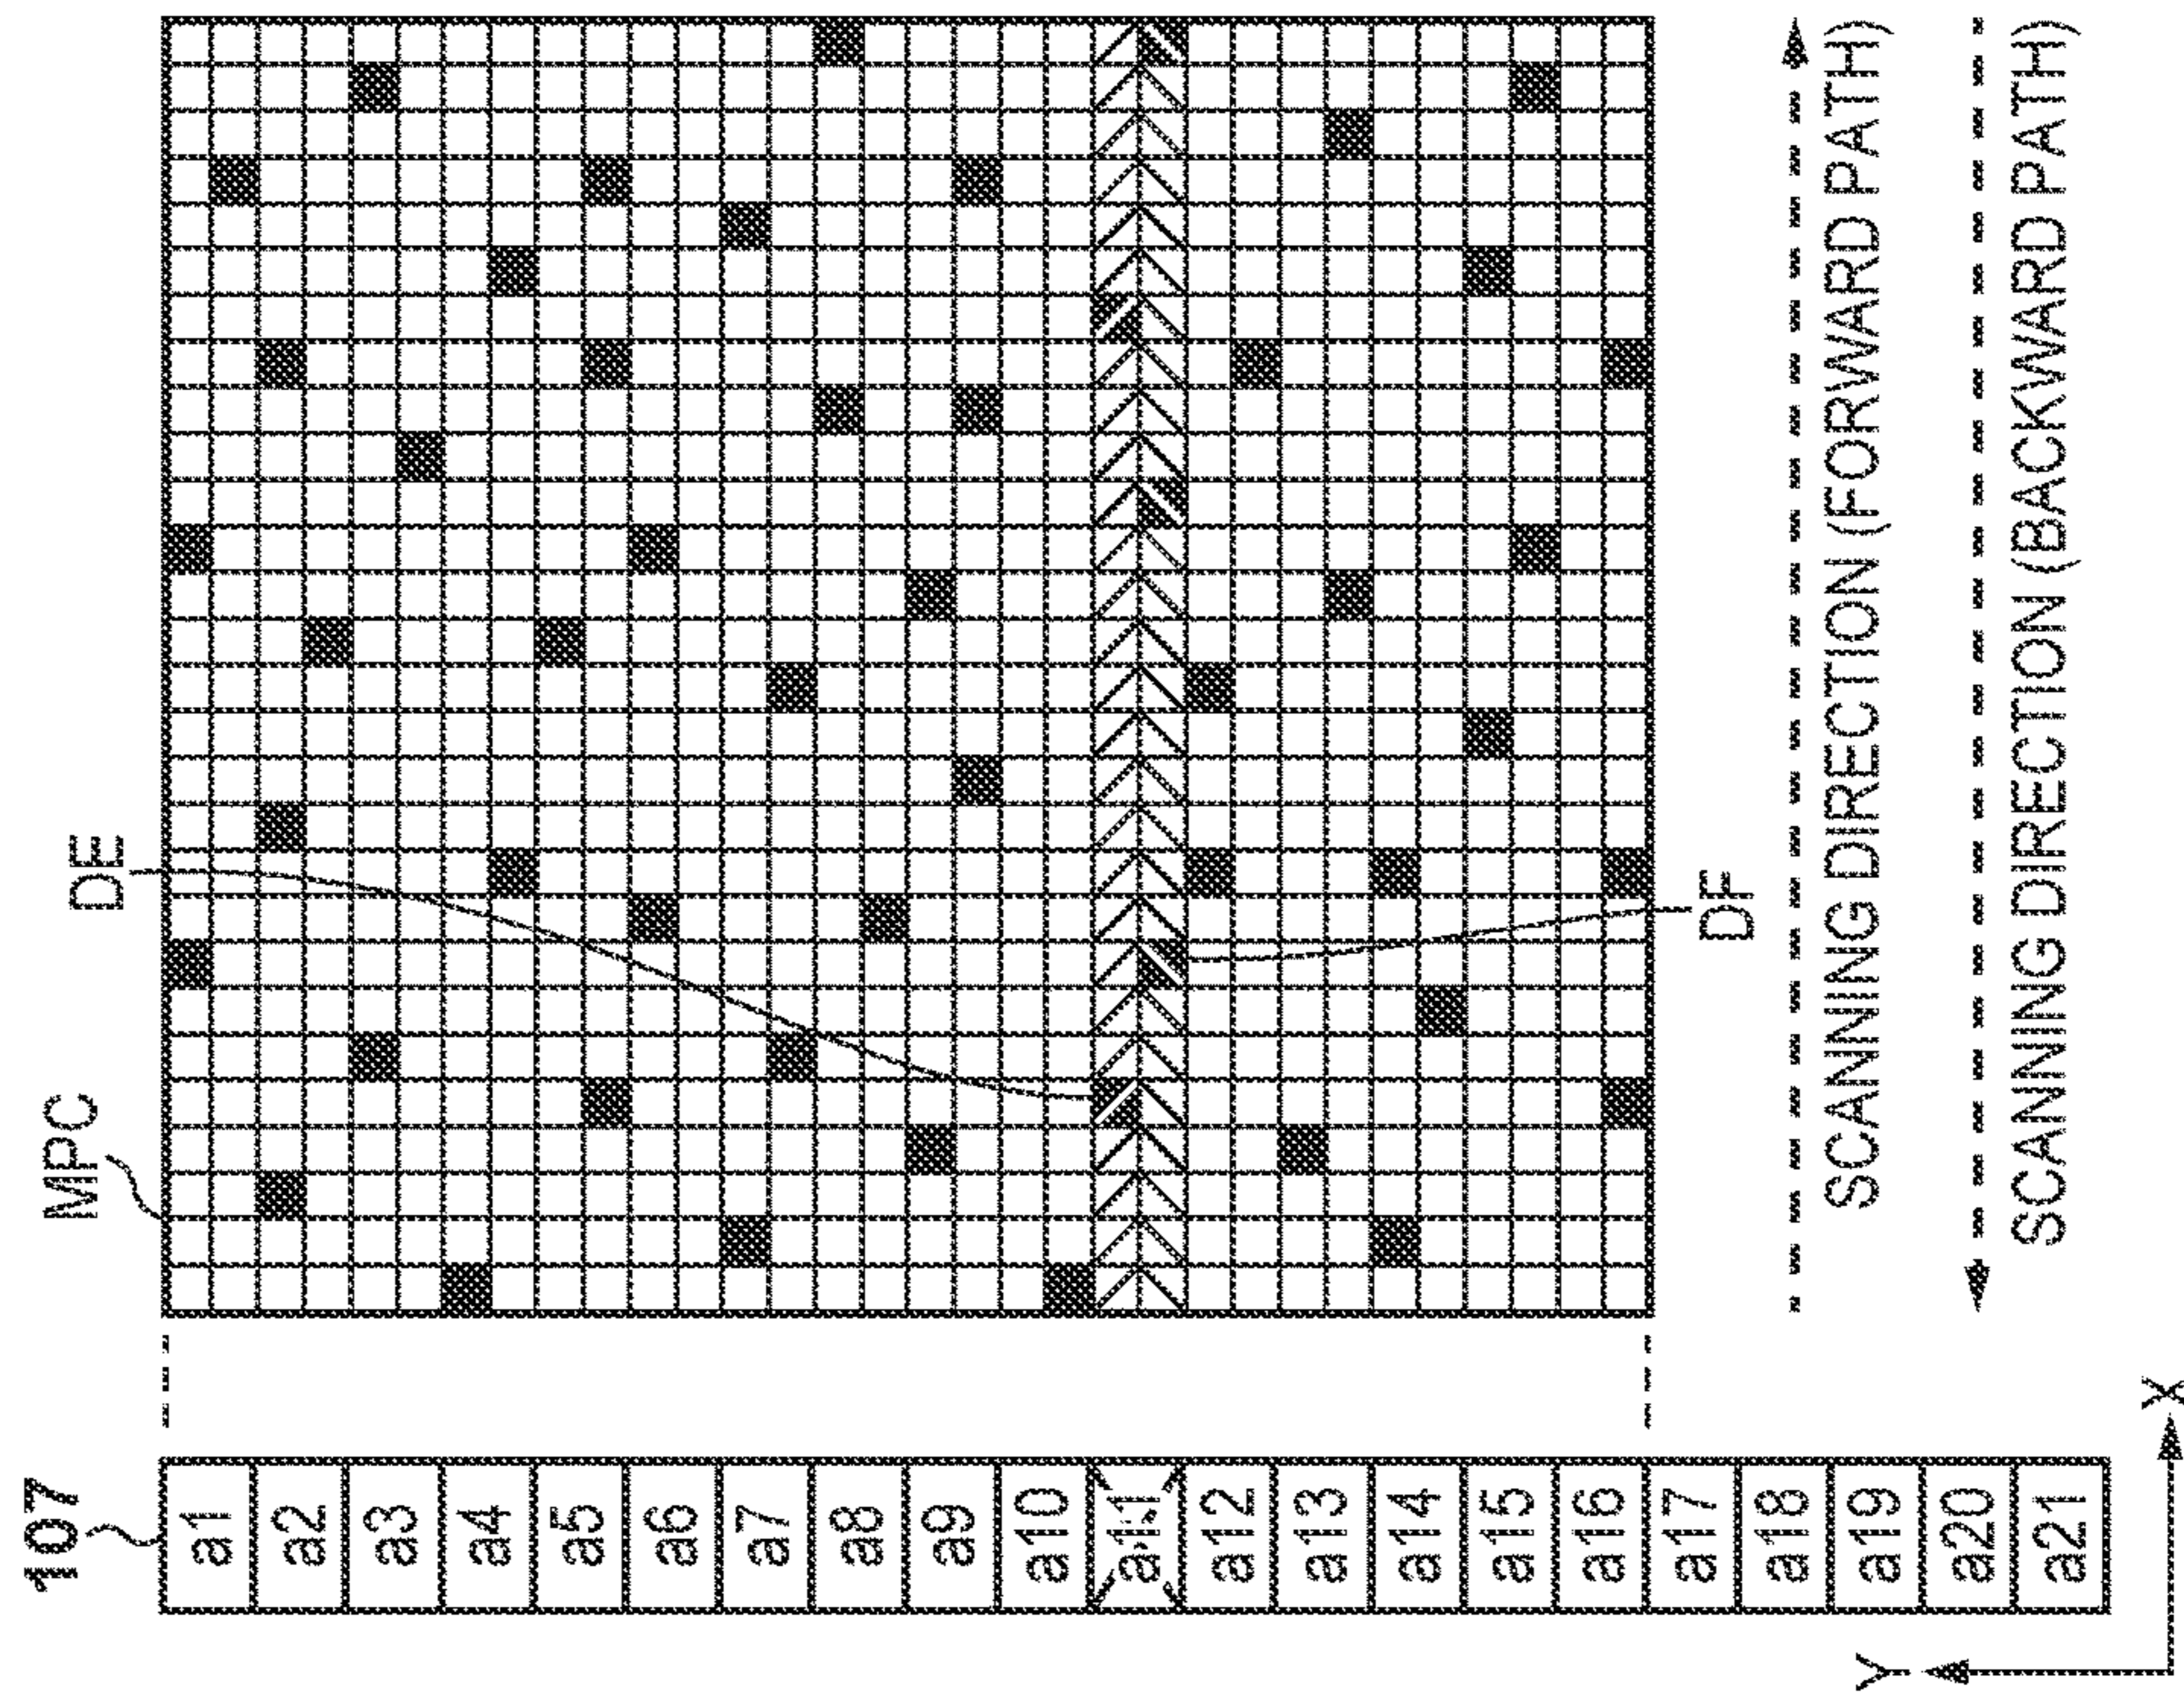 107
MPC
DE
a1
a2
a3
a4
a5
a6
a7
a8
a9
a10
a11
a12
a13
a14
a15
a16
a17
a18
a19
a20
a21
DF
SCANNING DIRECTION (FORWARD PATH)
SCANNING DIRECTION (BACKWARD PATH)
Y
X